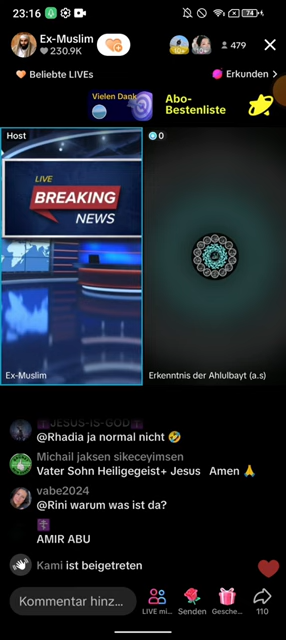 23:16
74
Ex-Muslim
230.9K
10+
10+
479
Beliebte LIVEs
Erkunden
Vielen Dank
Abo-
Bestenliste
Host
0
LIVE
BREAKING
NEWS
Ex-Muslim
Erkenntnis der Ahlulbayt (a.s)
JESUS-IS-GOD
@Rhadia ja normal nicht 🤣
Michail jaksen sikeceyimsen
Vater Sohn Heiligegeist+ Jesus Amen 🙏
vabe2024
@Rini warum was ist da?
AMIR ABU
Kami ist beigetreten
Kommentar hinz...
LIVE mi...
Senden
Gesche...
110